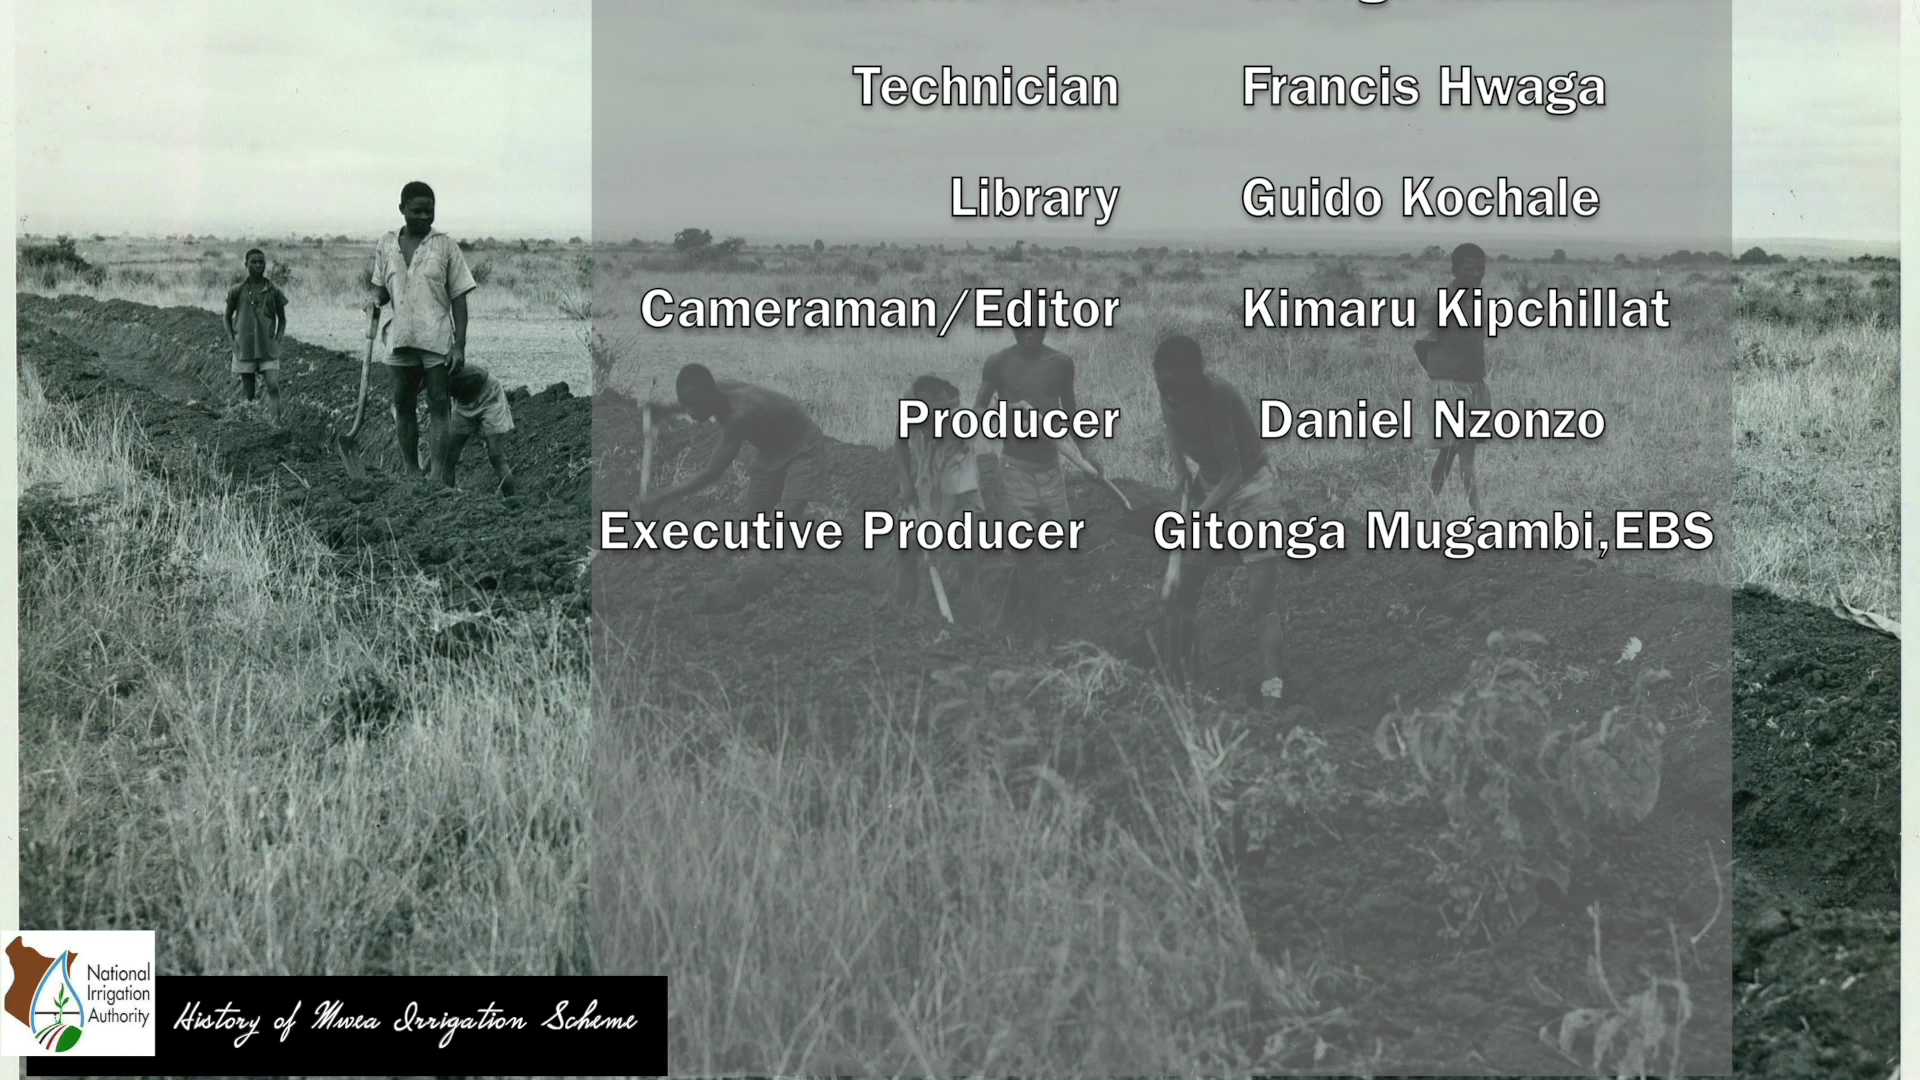 Technician Francis Hwaga
Library Guido Kochale
Cameraman/Editor Kimaru Kipchillat
Producer Daniel Nzonzo
Executive Producer Gitonga Mugambi,EBS
National
Irrigation
Authority
History of Mwea Irrigation Scheme